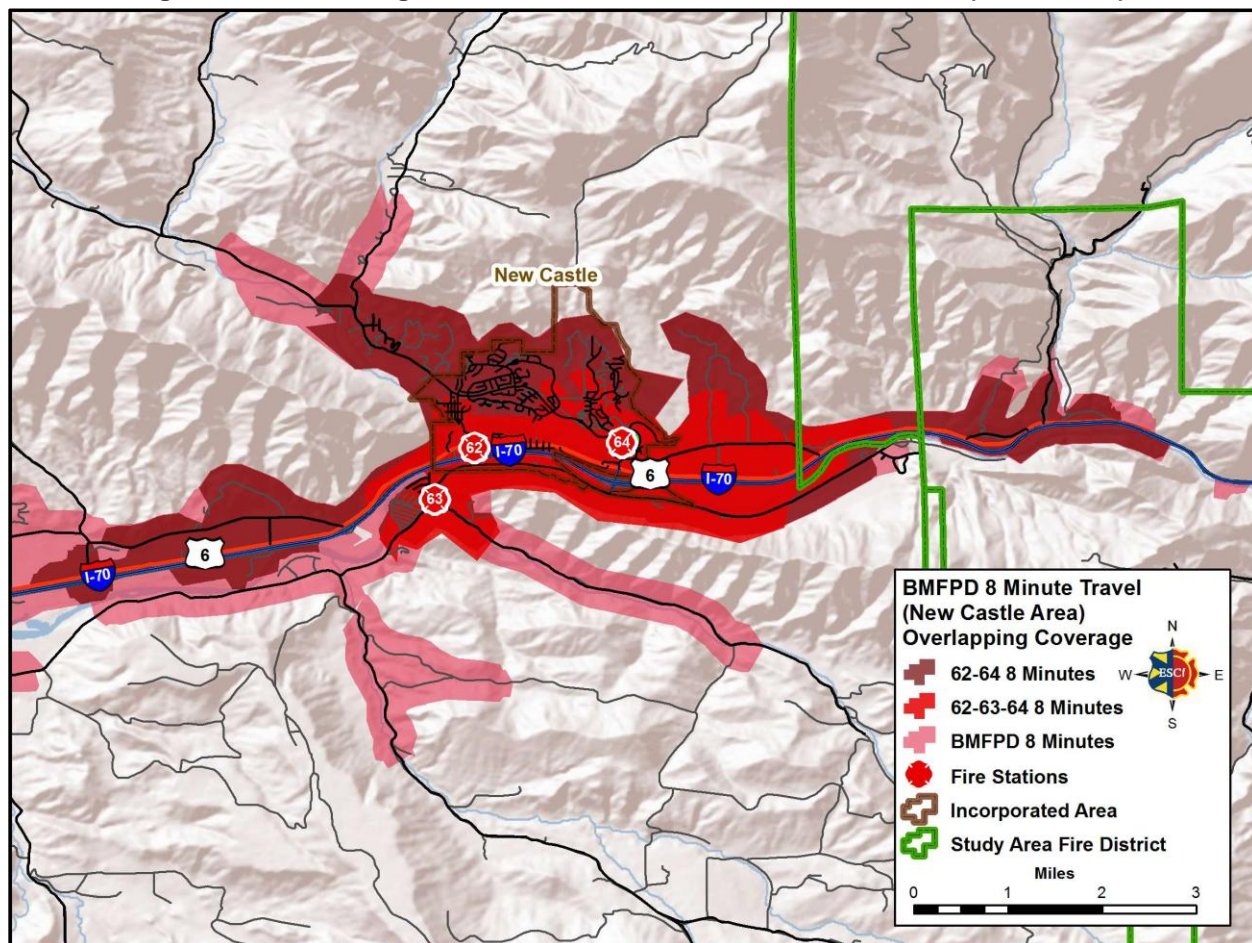 New Castle
62
I-70
64
6
I-70
63
6
I-70
BMFPD 8 Minute Travel
(New Castle Area)
Overlapping Coverage
N
W
E
ESCi
S
62-64 8 Minutes
62-63-64 8 Minutes
BMFPD 8 Minutes
Fire Stations
Incorporated Area
Study Area Fire District
Miles
0 1 2 3